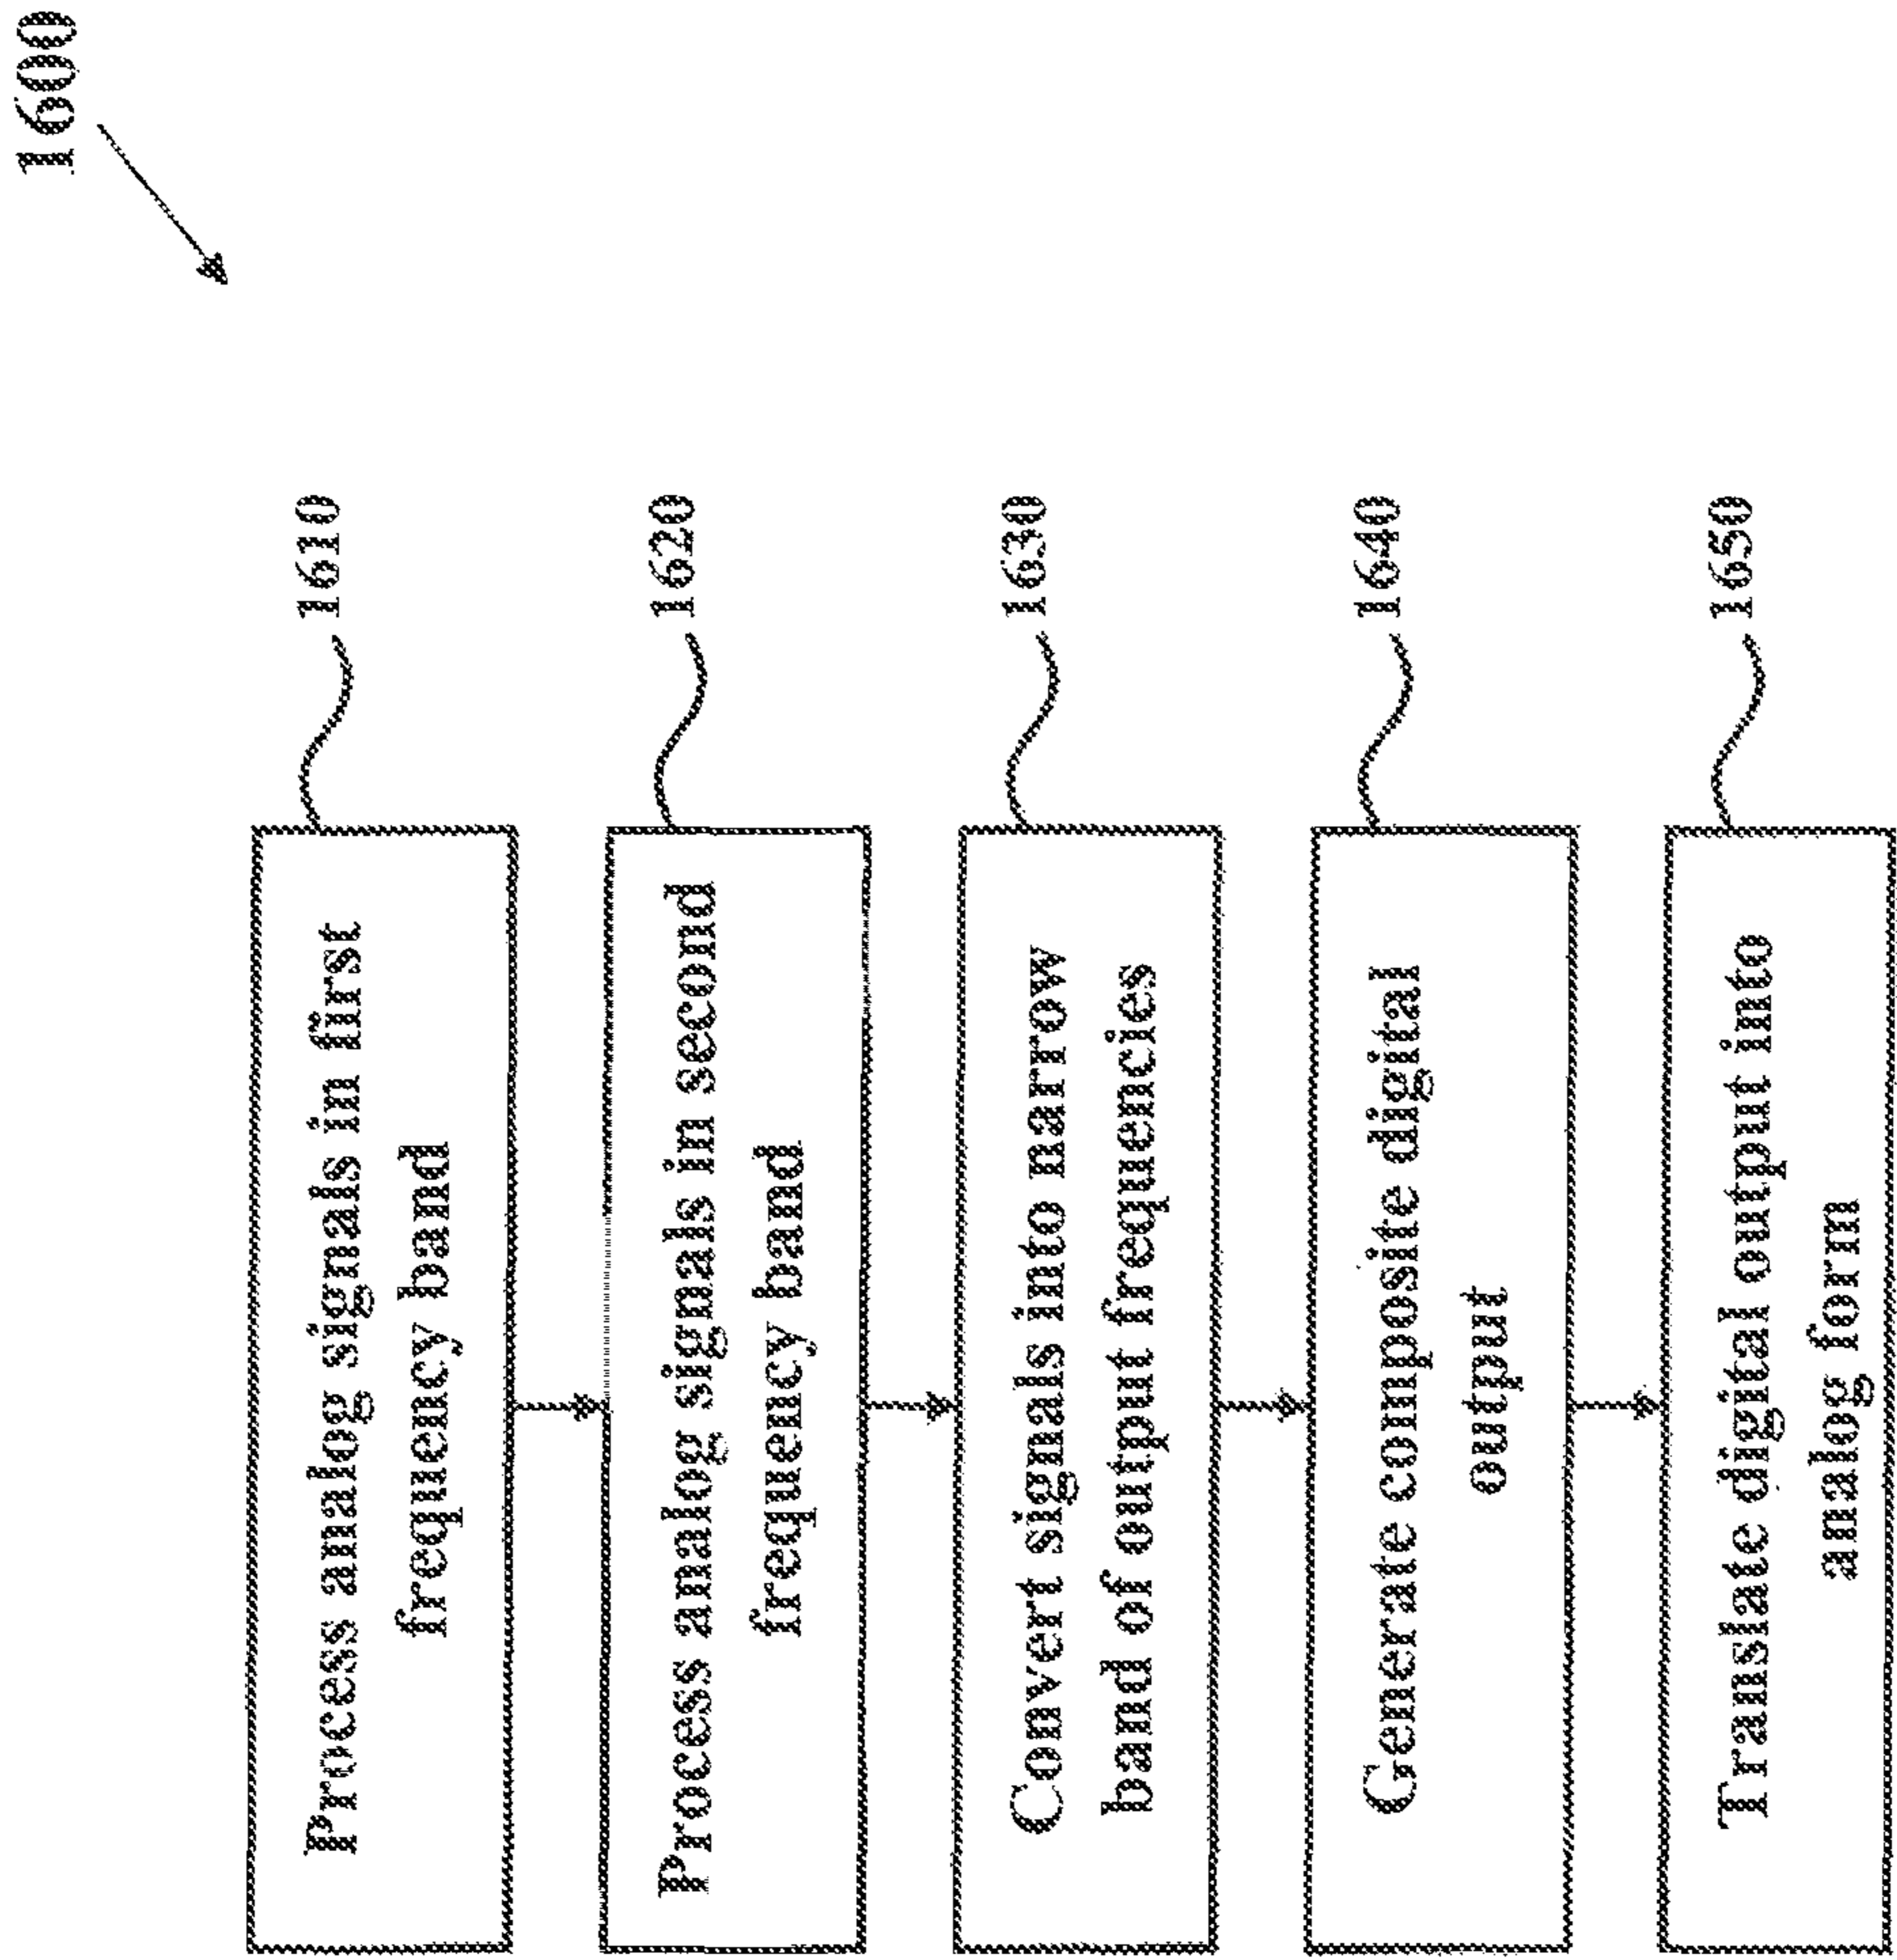 1600
Process analog signals in first
frequency band
1610
Process analog signals in second
frequency band
1620
Convert signals into narrow
band of output frequencies
1630
Generate composite digital
output
1640
Translate digital output into
analog form
1650